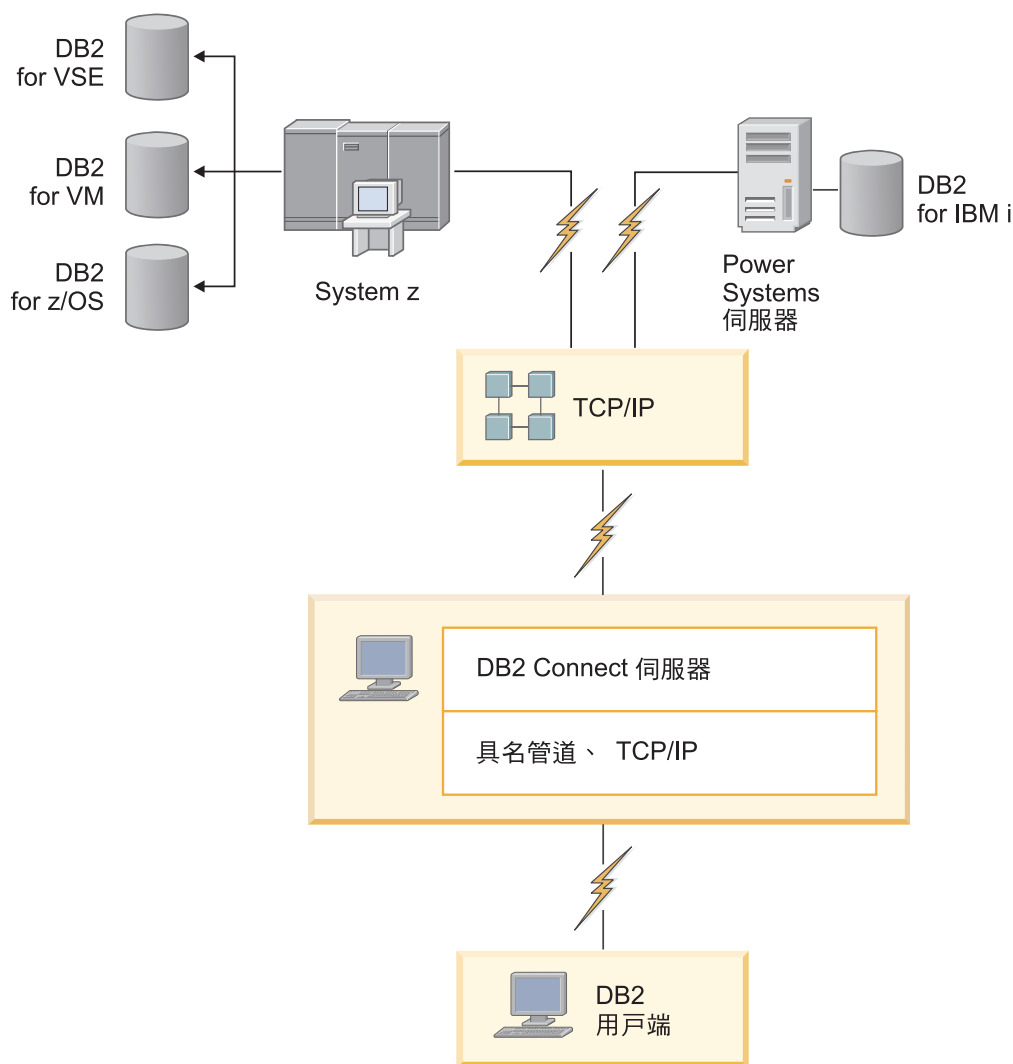 DB2
for VSE
DB2
for VM
DB2
for z/OS
System z
Power
Systems
伺服器
DB2
for IBM i
TCP/IP
DB2 Connect 伺服器
具名管道、 TCP/IP
DB2
用戶端